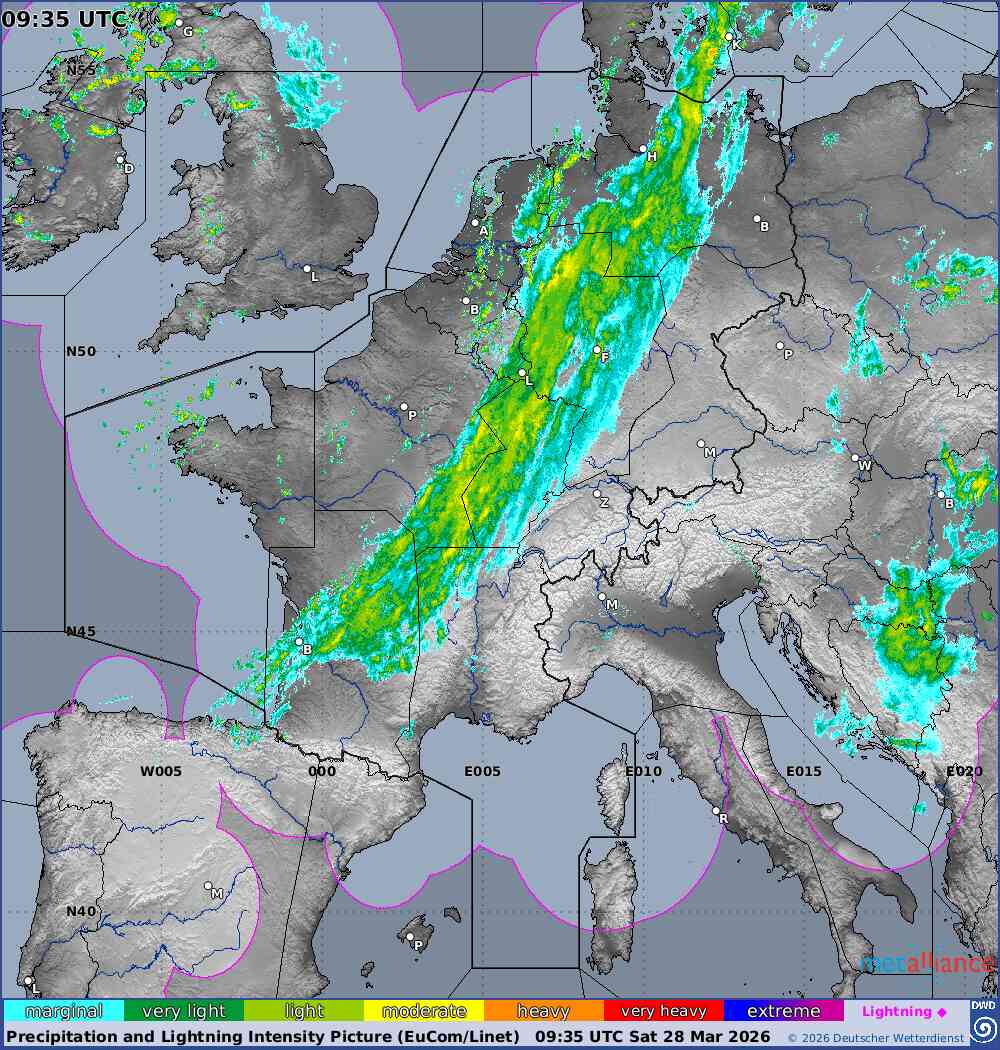 09:35 UTC
G
K
N55
H
D
A
B
L
B
N50
P
F
L
P
M
W
Z
B
M
N45
B
W005
000
E005
E010
E015
E020
R
M
N40
P
metalliance
L
marginal
very light
light
moderate
heavy
very heavy
extreme
Lightning ◆
DWD
Precipitation and Lightning Intensity Picture (EuCom/Linet) 09:35 UTC Sat 28 Mar 2026
© 2026 Deutscher Wetterdienst